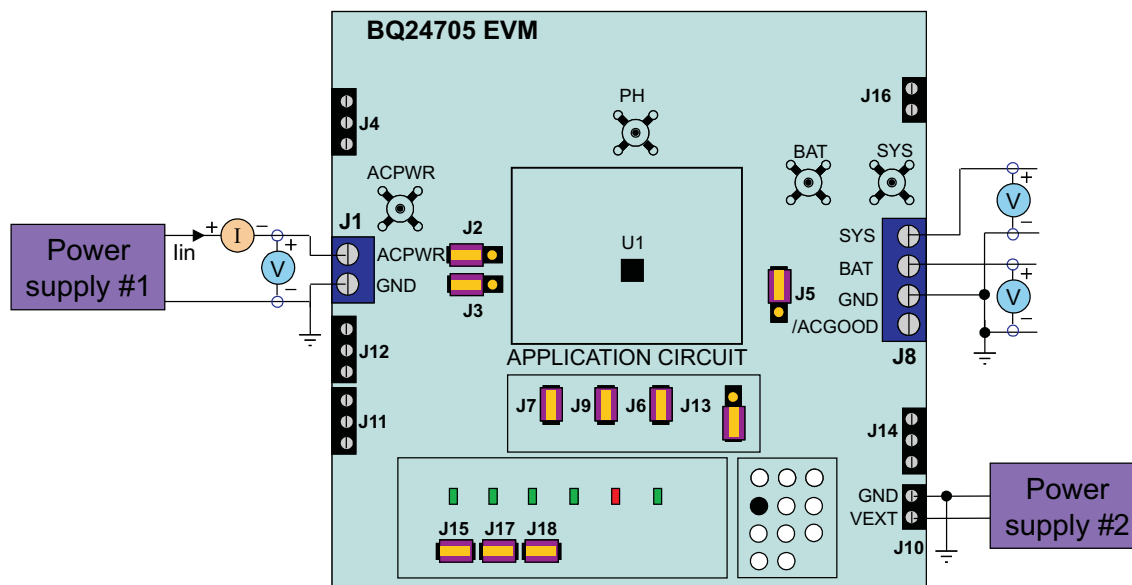 BQ24705 EVM
J4
PH
J16
BAT
SYS
ACPWR
Power
supply #1
Iin
+
I
−
+
V
−
J1
ACPWR
GND
J2
J3
U1
J5
/ACGOOD
SYS
BAT
GND
J8
+
V
−
+
V
−
J12
J11
APPLICATION CIRCUIT
J7
J9
J6
J13
J14
GND
VEXT
J10
Power
supply #2
J15
J17
J18